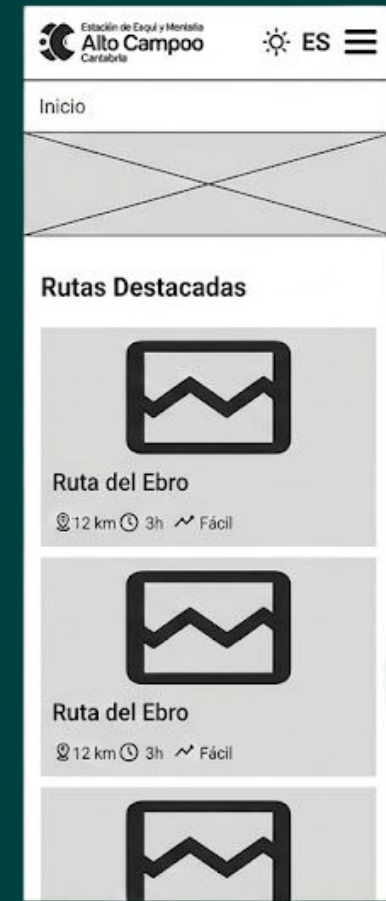 Estación de Esquí y Montaña
Alto Campoo
Cantabria
ES
Inicio
Rutas Destacadas
Ruta del Ebro
12 km 3h Fácil
Ruta del Ebro
12 km 3h Fácil